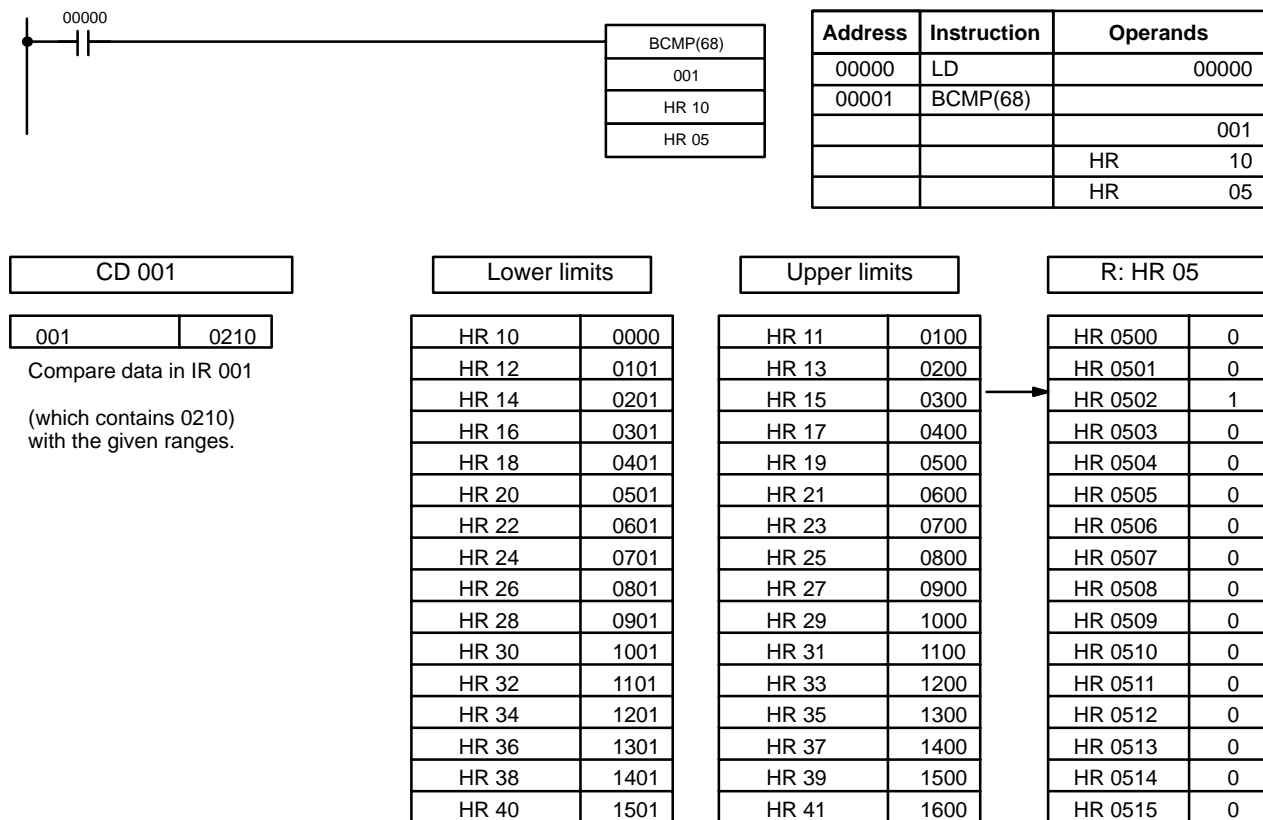 00000
BCMP(68)
001
HR 10
HR 05
Address Instruction Operands
00000 LD 00000
00001 BCMP(68)
001
HR 10
HR 05
CD 001 Lower limits Upper limits R: HR 05
001 0210 HR 10 0000 HR 11 0100 HR 0500 0
Compare data in IR 001 HR 12 0101 HR 13 0200 HR 0501 0
HR 14 0201 HR 15 0300 HR 0502 1
(which contains 0210) HR 16 0301 HR 17 0400 HR 0503 0
with the given ranges. HR 18 0401 HR 19 0500 HR 0504 0
HR 20 0501 HR 21 0600 HR 0505 0
HR 22 0601 HR 23 0700 HR 0506 0
HR 24 0701 HR 25 0800 HR 0507 0
HR 26 0801 HR 27 0900 HR 0508 0
HR 28 0901 HR 29 1000 HR 0509 0
HR 30 1001 HR 31 1100 HR 0510 0
HR 32 1101 HR 33 1200 HR 0511 0
HR 34 1201 HR 35 1300 HR 0512 0
HR 36 1301 HR 37 1400 HR 0513 0
HR 38 1401 HR 39 1500 HR 0514 0
HR 40 1501 HR 41 1600 HR 0515 0